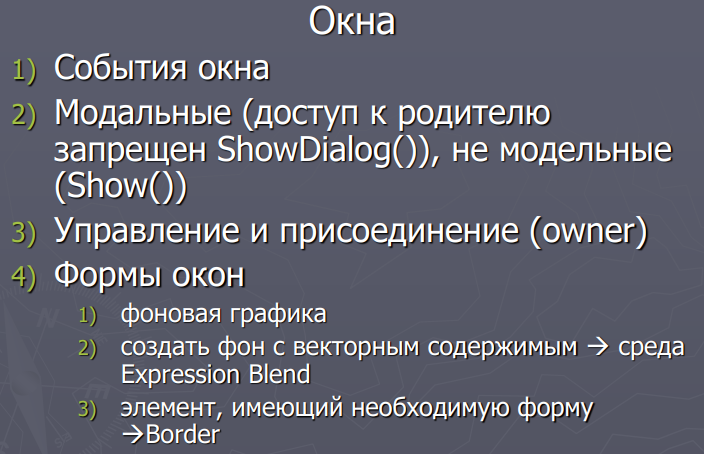 Окна
1) События окна
2) Модальные (доступ к родителю
запрещен ShowDialog()), не модельные
(Show())
3) Управление и присоединение (owner)
4) Формы окон
1) фоновая графика
2) создать фон с векторным содержимым → среда
Expression Blend
3) элемент, имеющий необходимую форму
→Border